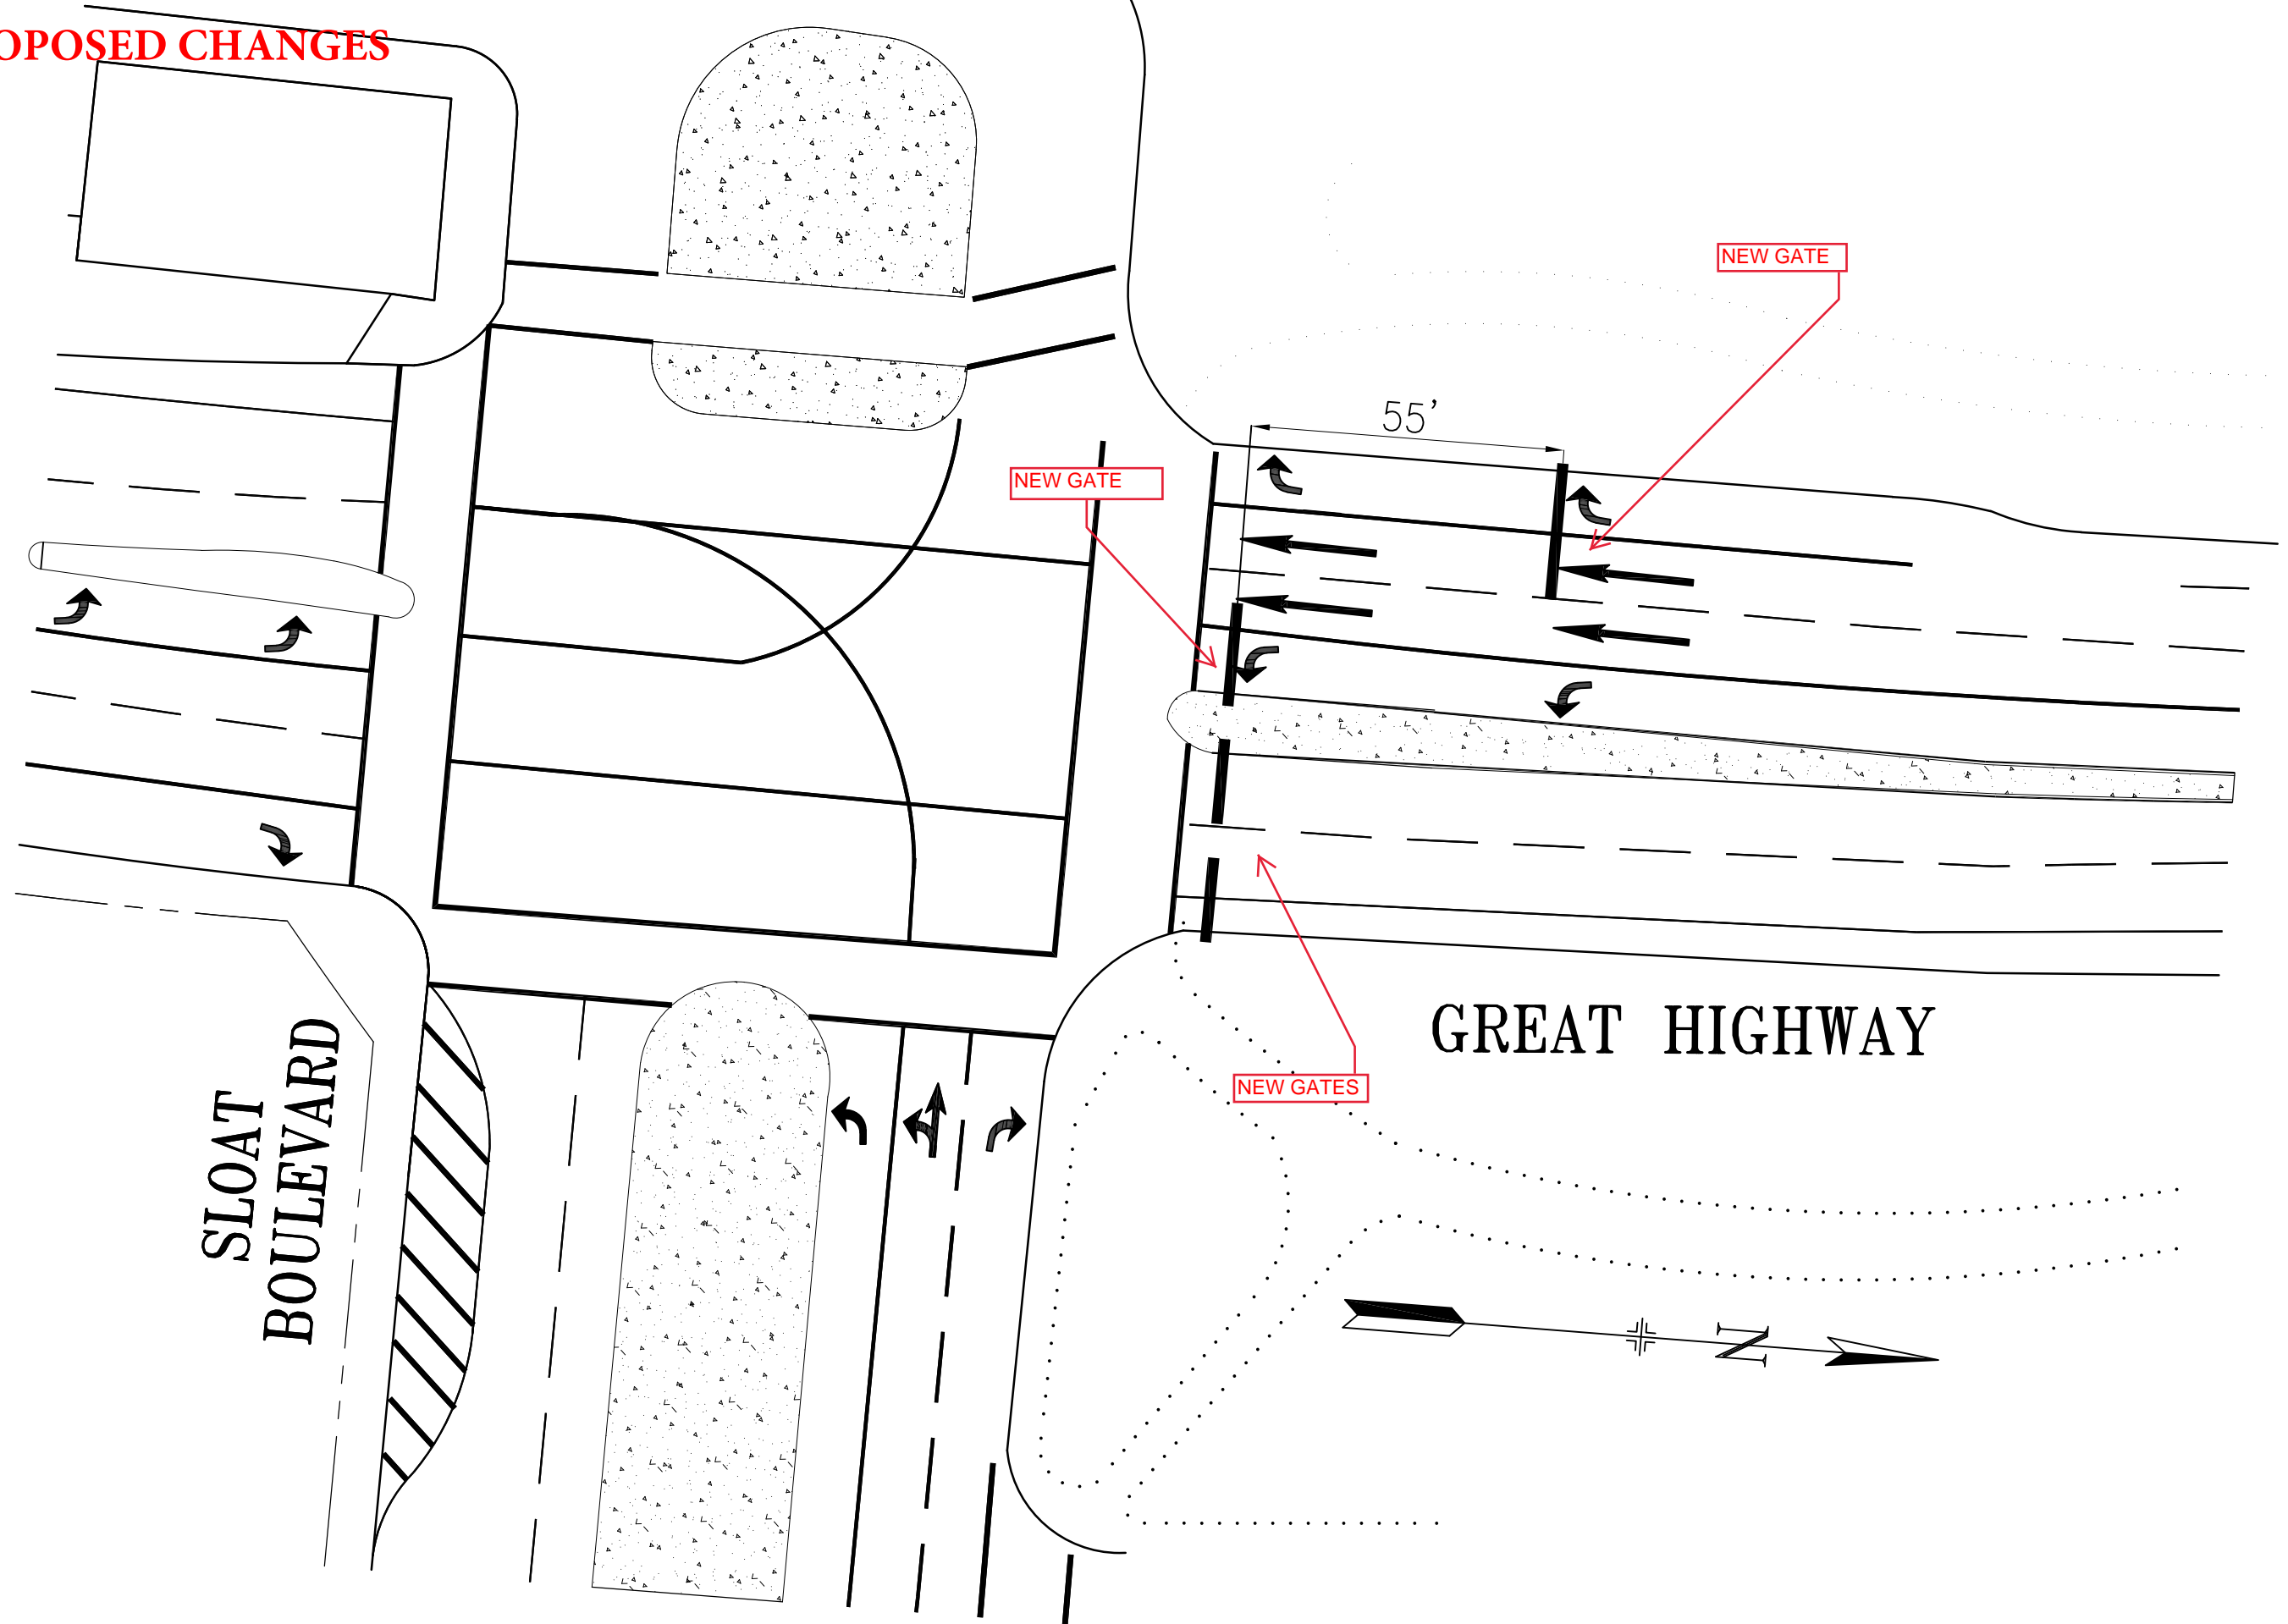 OPOSED CHANGES
NEW GATE
55'
NEW GATE
GREAT HIGHWAY
NEW GATES
SLOAT
BOULEVARD
N